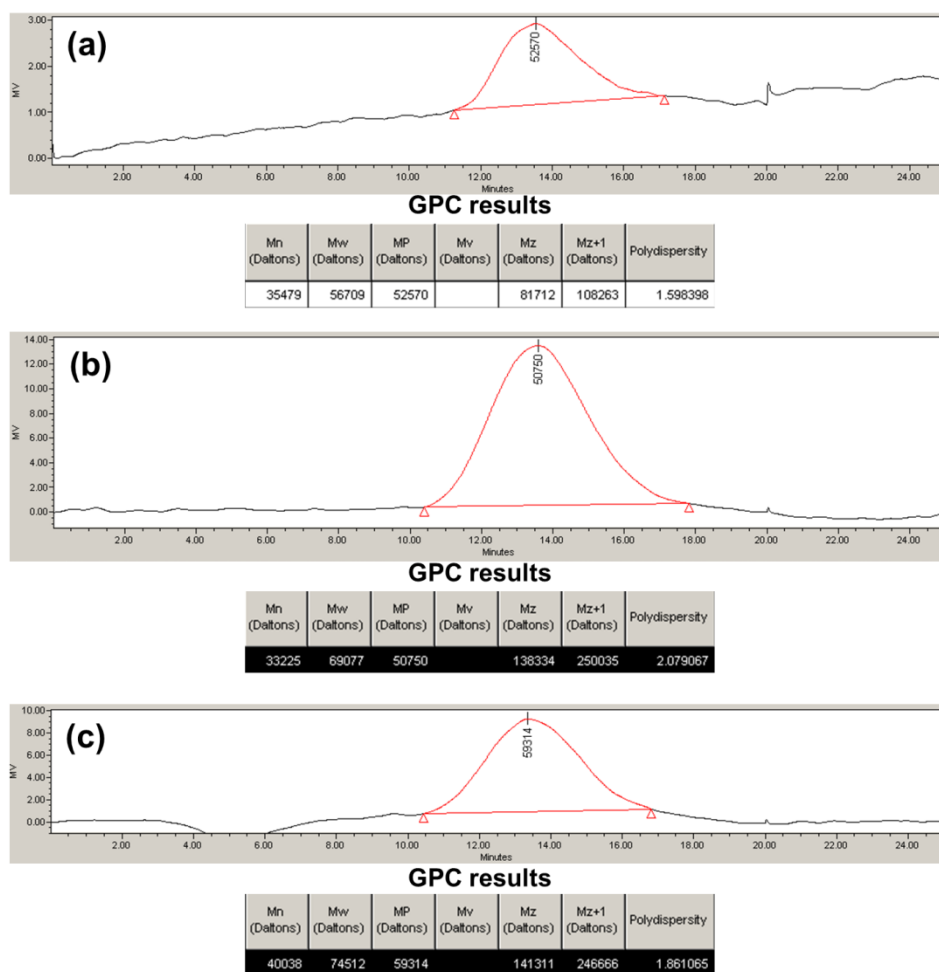 (a)
3.00
2.00
1.00
0.00
MV
52570
2.00 4.00 6.00 8.00 10.00 12.00 14.00 16.00 18.00 20.00 22.00 24.00
Minutes
GPC results
Mn (Daltons) Mw (Daltons) MP (Daltons) Mv (Daltons) Mz (Daltons) Mz+1 (Daltons) Polydispersity
35479 56709 52570 81712 108263 1.598398
(b)
14.00
12.00
10.00
8.00
6.00
4.00
2.00
0.00
MV
50750
2.00 4.00 6.00 8.00 10.00 12.00 14.00 16.00 18.00 20.00 22.00 24.00
Minutes
GPC results
Mn (Daltons) Mw (Daltons) MP (Daltons) Mv (Daltons) Mz (Daltons) Mz+1 (Daltons) Polydispersity
33225 69077 50750 138334 250035 2.079067
(c)
10.00
8.00
6.00
4.00
2.00
0.00
MV
59314
2.00 4.00 6.00 8.00 10.00 12.00 14.00 16.00 18.00 20.00 22.00 24.00
Minutes
GPC results
Mn (Daltons) Mw (Daltons) MP (Daltons) Mv (Daltons) Mz (Daltons) Mz+1 (Daltons) Polydispersity
40038 74512 59314 141311 246666 1.861065